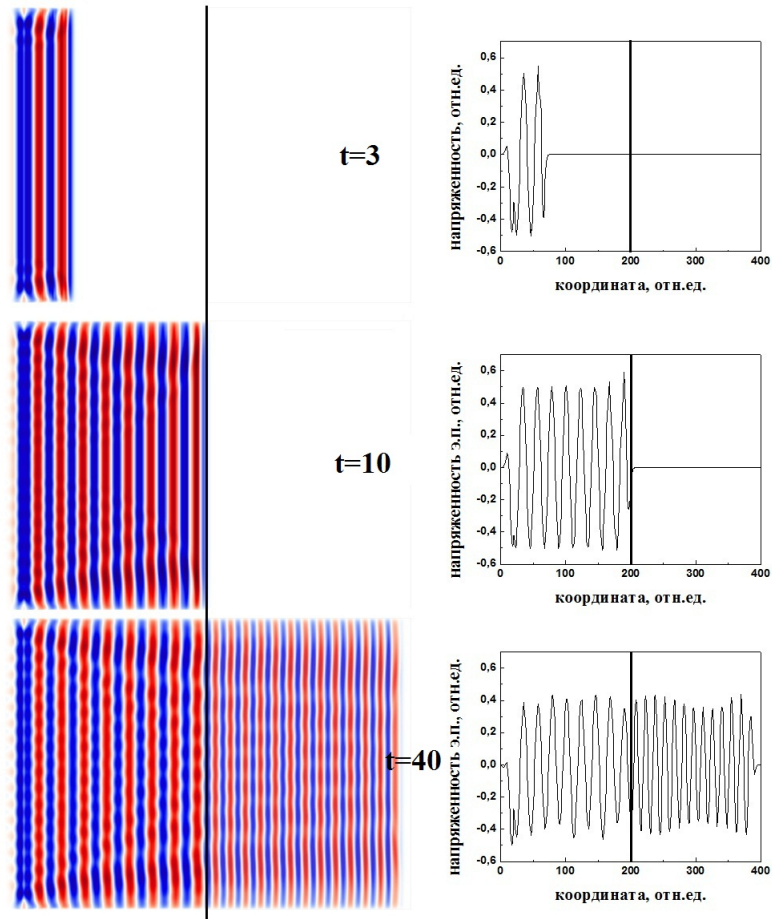 t=3
напряженность, отн.ед.
0,6
0,4
0,2
0,0
-0,2
-0,4
-0,6
0 100 200 300 400
координата, отн.ед.
t=10
напряженность э.п., отн.ед.
0,6
0,4
0,2
0,0
-0,2
-0,4
-0,6
0 100 200 300 400
координата, отн.ед.
t=40
напряженность э.п., отн.ед.
0,6
0,4
0,2
0,0
-0,2
-0,4
-0,6
0 100 200 300 400
координата, отн.ед.